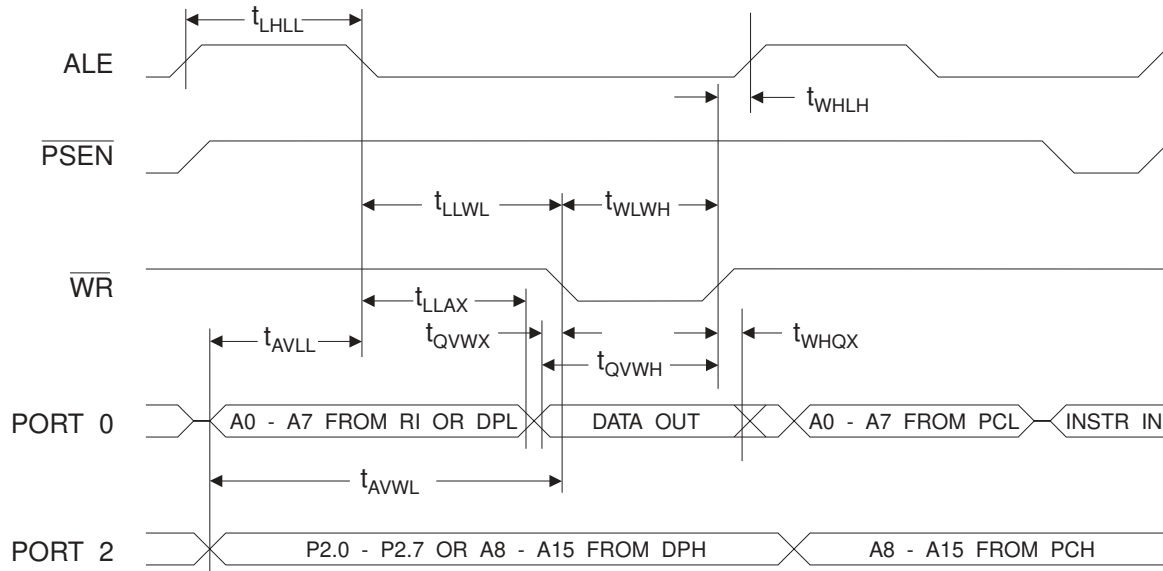 tLHLL
ALE
tWHLH
PSEN
tLLWL
tWLWH
WR
tLLAX
tAVLL
tQVWX
tWHQX
tQVWH
PORT 0
A0 - A7 FROM RI OR DPL
DATA OUT
A0 - A7 FROM PCL
INSTR IN
tAVWL
PORT 2
P2.0 - P2.7 OR A8 - A15 FROM DPH
A8 - A15 FROM PCH